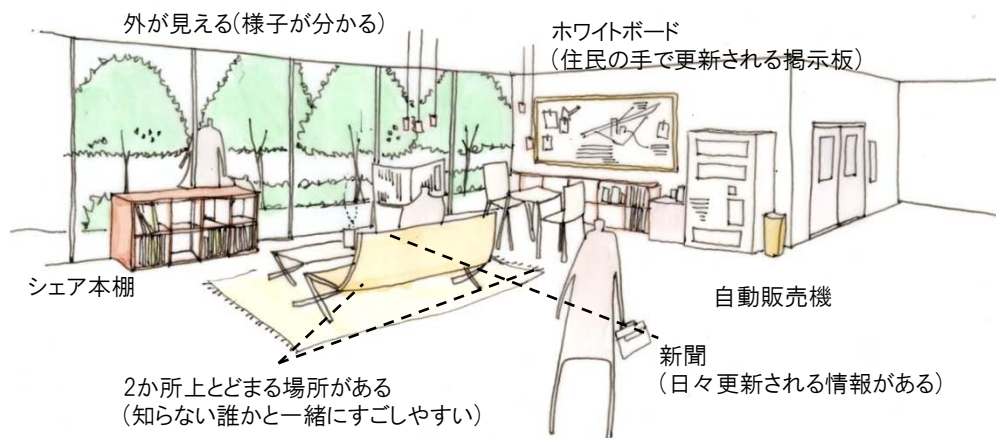 外が見える(様子が分かる)
ホワイトボード
(住民の手で更新される掲示板)
シェア本棚
自動販売機
新聞
(日々更新される情報がある)
2か所上とどまる場所がある
(知らない誰かと一緒にすごしやすい)